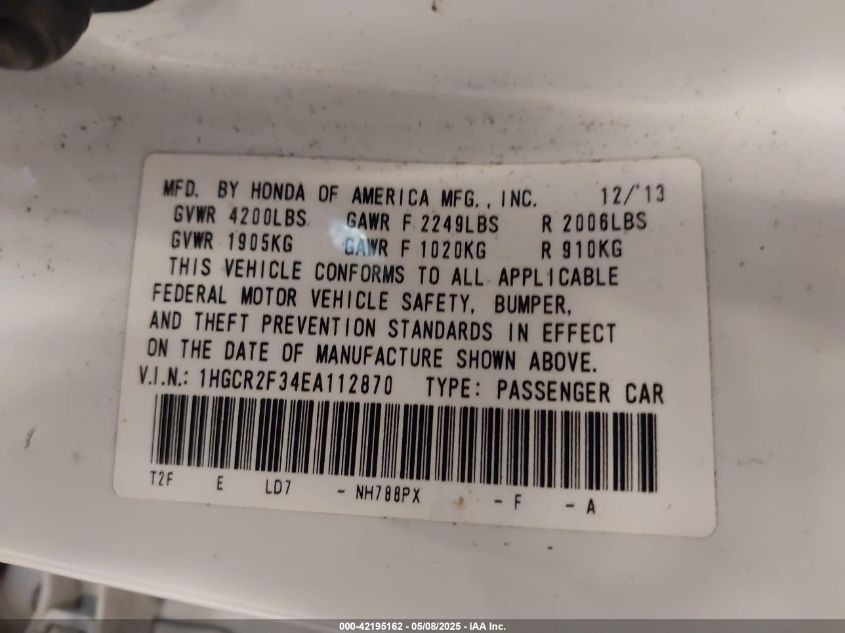 MFD. BY HONDA OF AMERICA MFG., INC. 12/'13
GVWR 4200LBS GAWR F 2249LBS R 2006LBS
GVWR 1905KG GAWR F 1020KG R 910KG
THIS VEHICLE CONFORMS TO ALL APPLICABLE
FEDERAL MOTOR VEHICLE SAFETY, BUMPER,
AND THEFT PREVENTION STANDARDS IN EFFECT
ON THE DATE OF MANUFACTURE SHOWN ABOVE.
V.I.N.: 1HGCR2F34EA112870 TYPE: PASSENGER CAR
T2F E LD7 - NH788PX - F - A
000-42195162 - 05/08/2025 - IAA Inc.